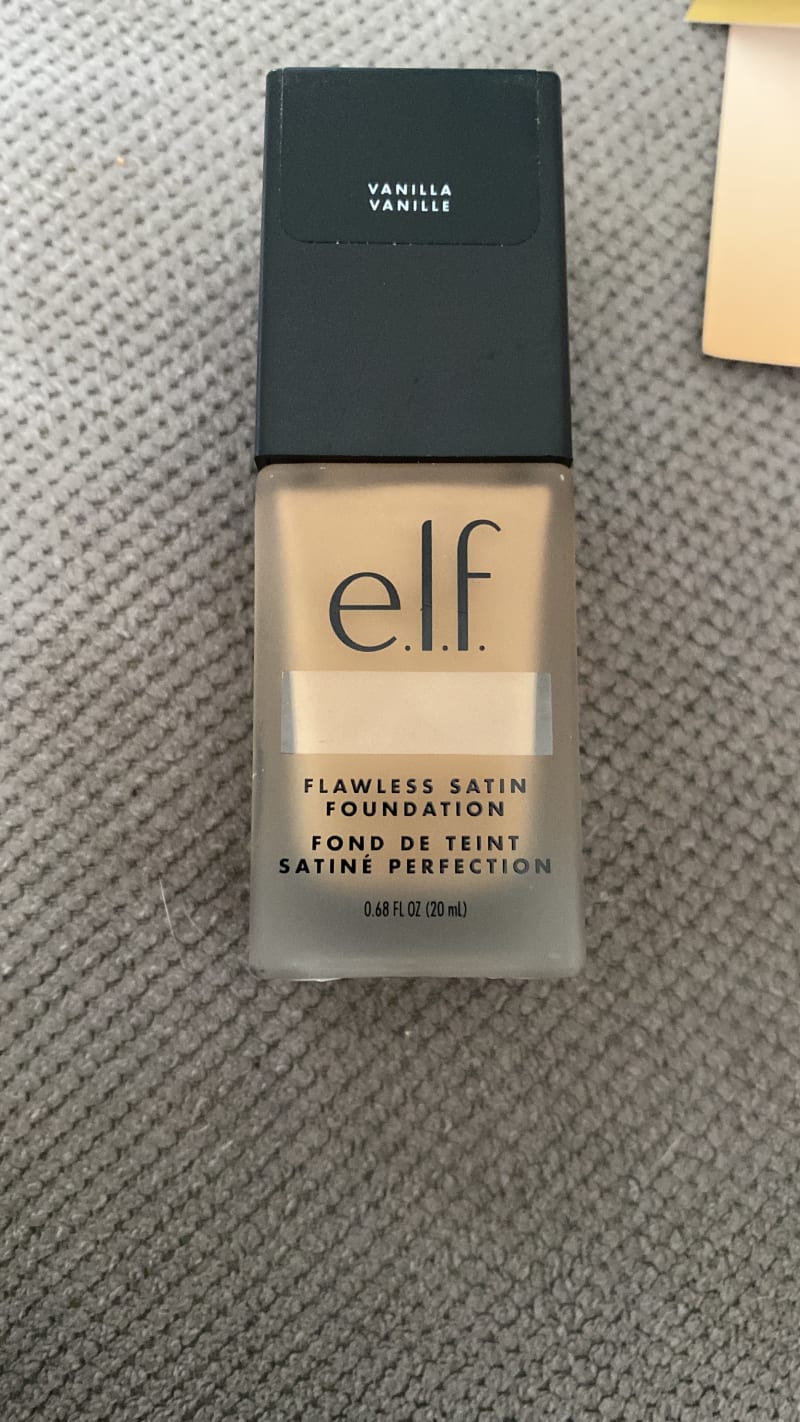 VANILLA
VANILLE
e.l.f.
FLAWLESS SATIN
FOUNDATION
FOND DE TEINT
SATINÉ PERFECTION
0.68 FL OZ (20 mL)